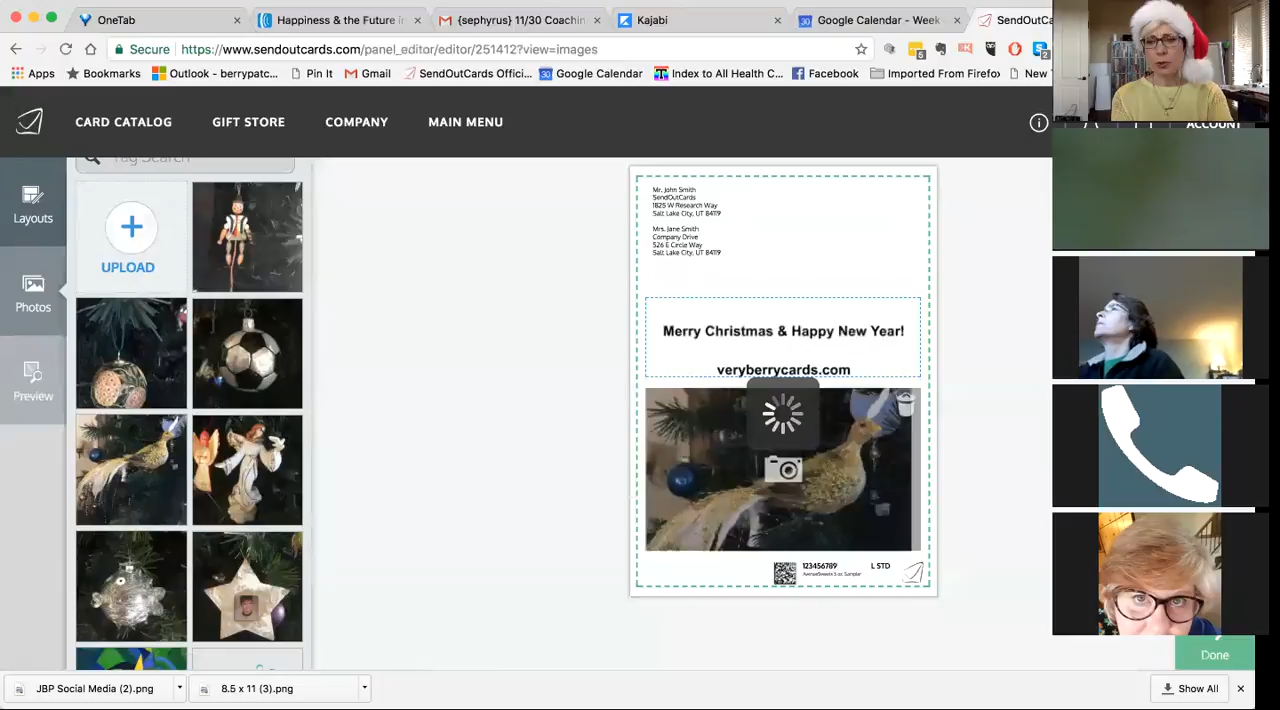 OneTab
Happiness & the Future i
{sephyrus} 11/30 Coachin
Kajabi
Google Calendar - Week
SendOutCa
Secure
https://www.sendoutcards.com/panel_editor/editor/251412?view=images
5
2
Apps
Bookmarks
Outlook - berrypatc...
Pin It
Gmail
SendOutCards Offici...
Google Calendar
Index to All Health C...
Facebook
Imported From Firefox
New
CARD CATALOG
GIFT STORE
COMPANY
MAIN MENU
ACCOUNT
Tag Search
Layouts
UPLOAD
Photos
Preview
Mr. John Smith
SendOutCards
1825 W Research Way
Salt Lake City, UT 84119
Mrs. Jane Smith
Company Drive
526 E Circle Way
Salt Lake City, UT 84119
Merry Christmas & Happy New Year!
veryberrycards.com
123456789
L STD
Done
JBP Social Media (2).png
8.5 x 11 (3).png
Show All